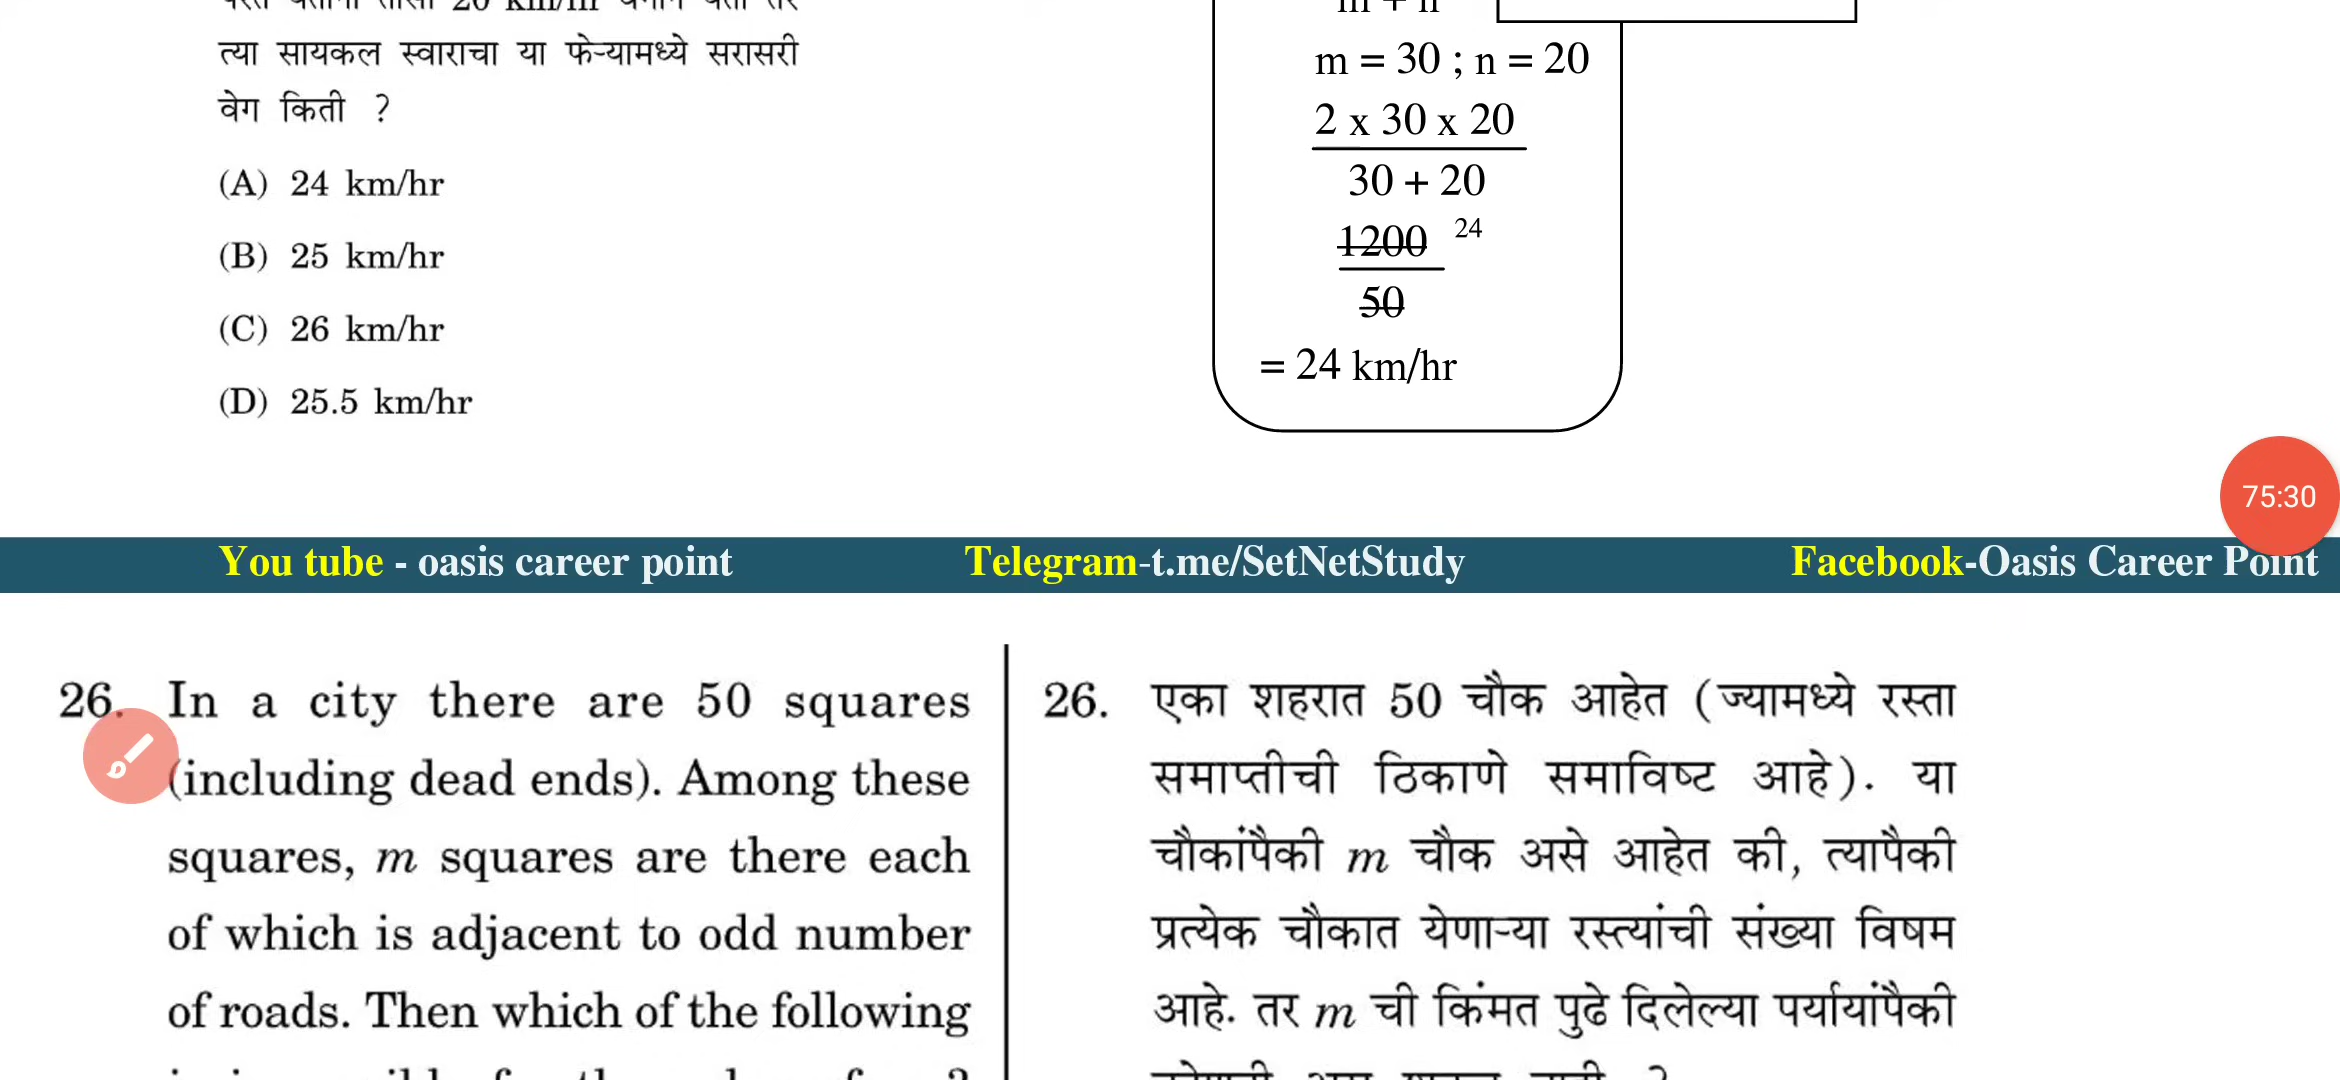 त्या सायकल स्वाराचा या फेऱ्यामध्ये सरासरी
वेग किती ?
(A) 24 km/hr
(B) 25 km/hr
(C) 26 km/hr
(D) 25.5 km/hr
m + n
m = 30 ; n = 20
2 x 30 x 20
30 + 20
1200 24
50
= 24 km/hr
75:30
You tube - oasis career point Telegram-t.me/SetNetStudy Facebook-Oasis Career Point
26. In a city there are 50 squares
(including dead ends). Among these
squares, m squares are there each
of which is adjacent to odd number
of roads. Then which of the following
26. एका शहरात 50 चौक आहेत (ज्यामध्ये रस्ता
समाप्तीची ठिकाणे समाविष्ट आहे). या
चौकांपैकी m चौक असे आहेत की, त्यापैकी
प्रत्येक चौकात येणाऱ्या रस्त्यांची संख्या विषम
आहे. तर m ची किंमत पुढे दिलेल्या पर्यायांपैकी